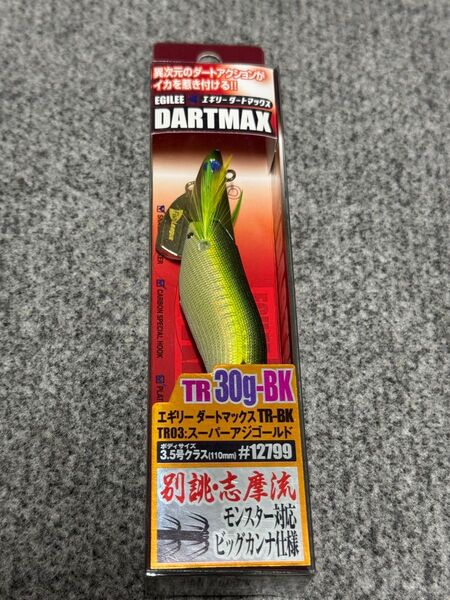 異次元のダートアクションが
イカを惹き付ける!!
EGILEE エギリー ダートマックス
DARTMAX
CARBON SPECIAL HOOK
TR 30g-BK
エギリー ダートマックス TR-BK
TR03:スーパーアジゴールド
ボディサイズ
3.5号クラス(110mm) #12799
別誂・志摩流
モンスター対応
ビッグカンナ仕様